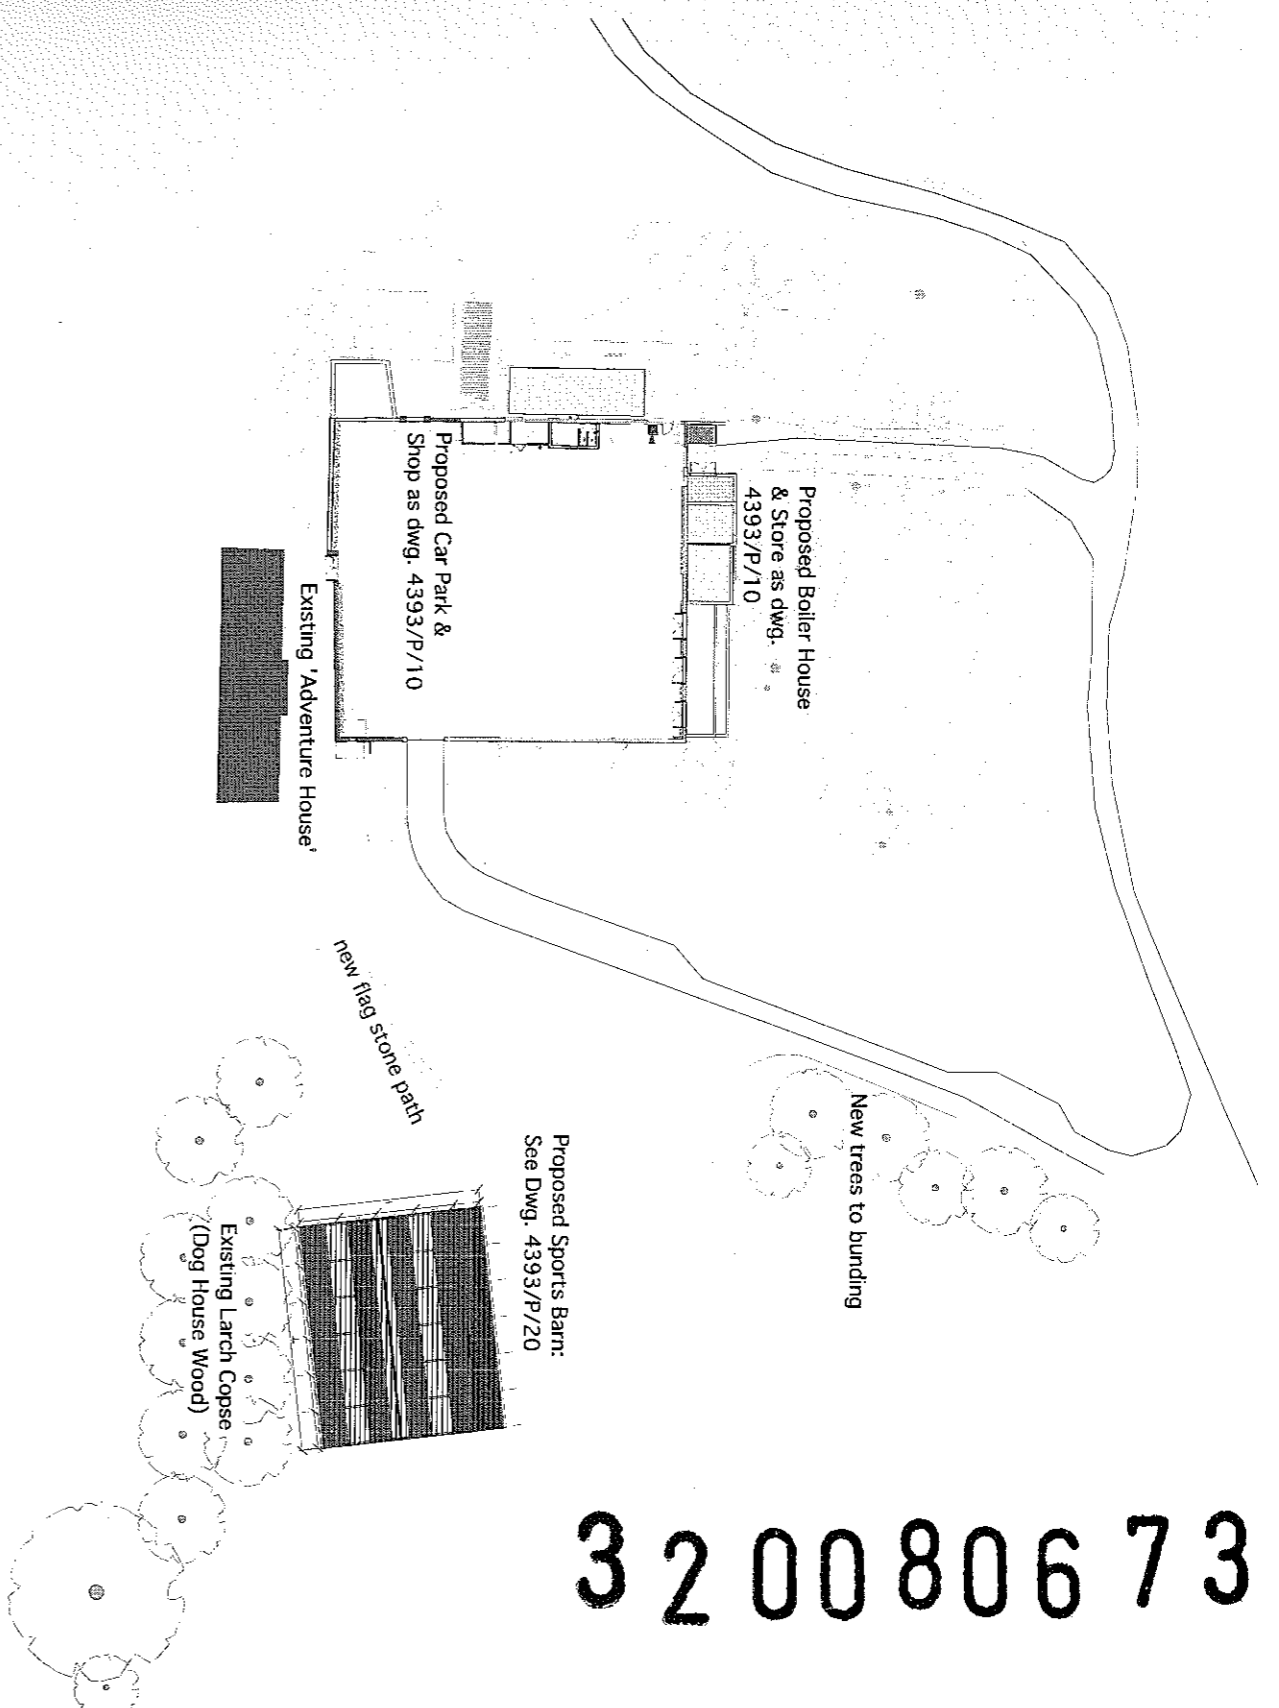 Proposed Boiler House
& Store as dwg.
4393/P/10
Proposed Car Park &
Shop as dwg. 4393/P/10
Existing 'Adventure House'
new flag stone path
New trees to bunding
Proposed Sports Barn:
See Dwg. 4393/P/20
Existing Larch Copse
(Dog House Wood)
320080673